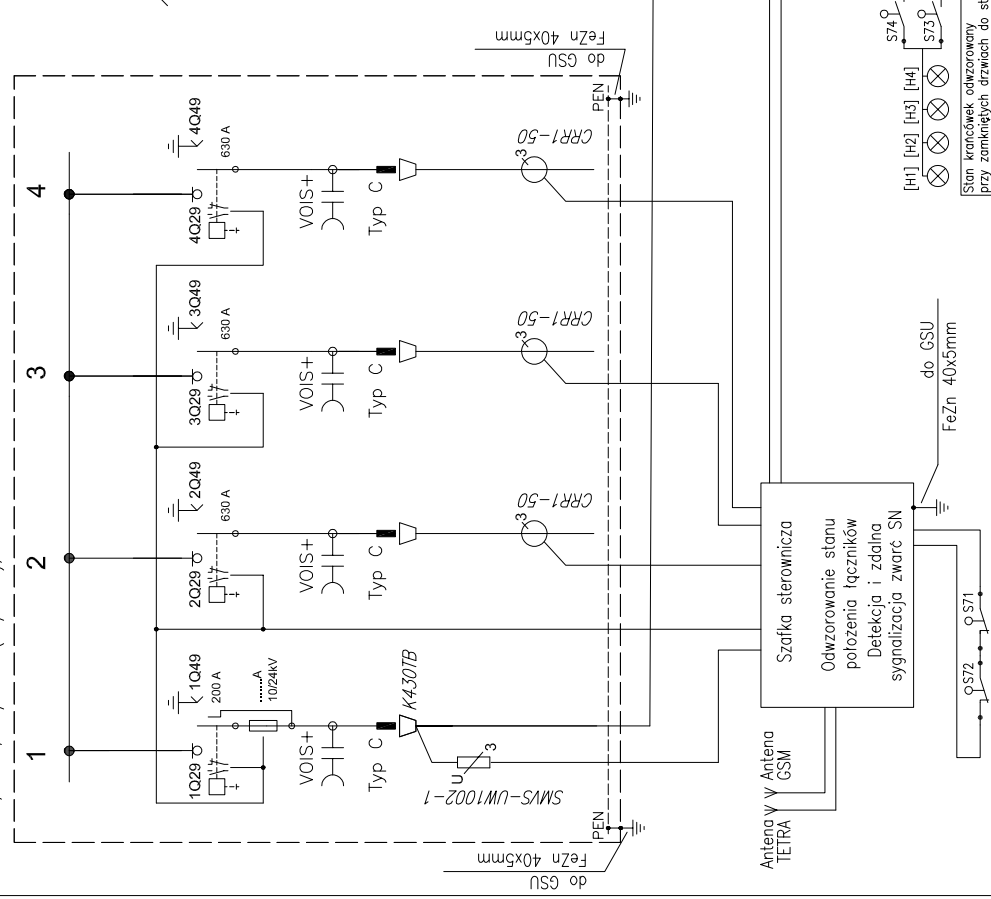 1
2
3
4
1Q49
200 A
1Q29
..........A
10/24kV
VOIS+
Typ C
K430TB
U
3
SMVS-UW1002-1
2Q49
630 A
2Q29
VOIS+
Typ C
3
CRR1-50
3Q49
630 A
3Q29
VOIS+
Typ C
3
CRR1-50
4Q49
630 A
4Q29
VOIS+
Typ C
3
CRR1-50
PEN
do GSU
FeZn 40x5mm
PEN
do GSU
FeZn 40x5mm
Szafka sterownicza
Odwzorowanie stanu
położenia łączników
Detekcja i zdalna
sygnalizacja zwarć SN
do GSU
FeZn 40x5mm
Antena
TETRA
Antena
GSM
S72
S71
S74
S73
[H1] [H2] [H3] [H4]
Stan krańcówek odwzorowany
przy zamkniętych drzwiach do st